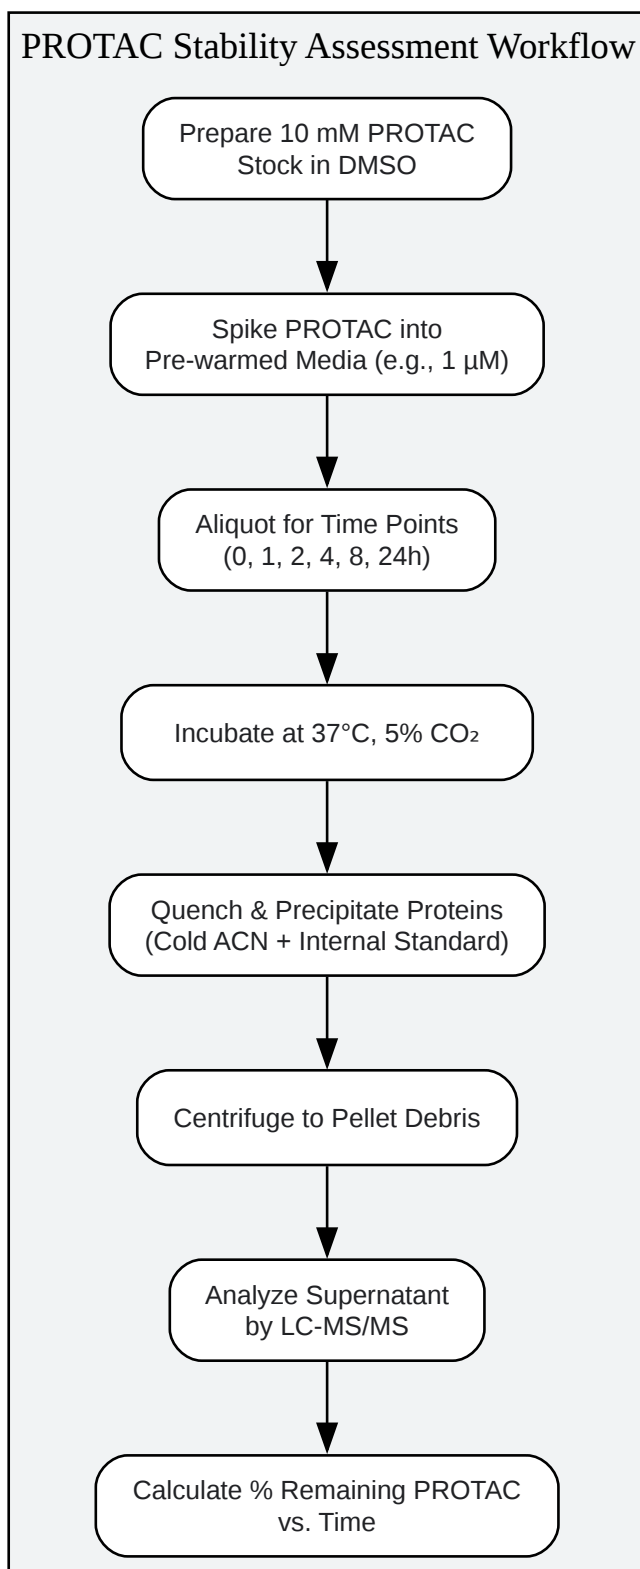 PROTAC Stability Assessment Workflow
Prepare 10 mM PROTAC
Stock in DMSO
Spike PROTAC into
Pre-warmed Media (e.g., 1 µM)
Aliquot for Time Points
(0, 1, 2, 4, 8, 24h)
Incubate at 37°C, 5% CO₂
Quench & Precipitate Proteins
(Cold ACN + Internal Standard)
Centrifuge to Pellet Debris
Analyze Supernatant
by LC-MS/MS
Calculate % Remaining PROTAC
vs. Time